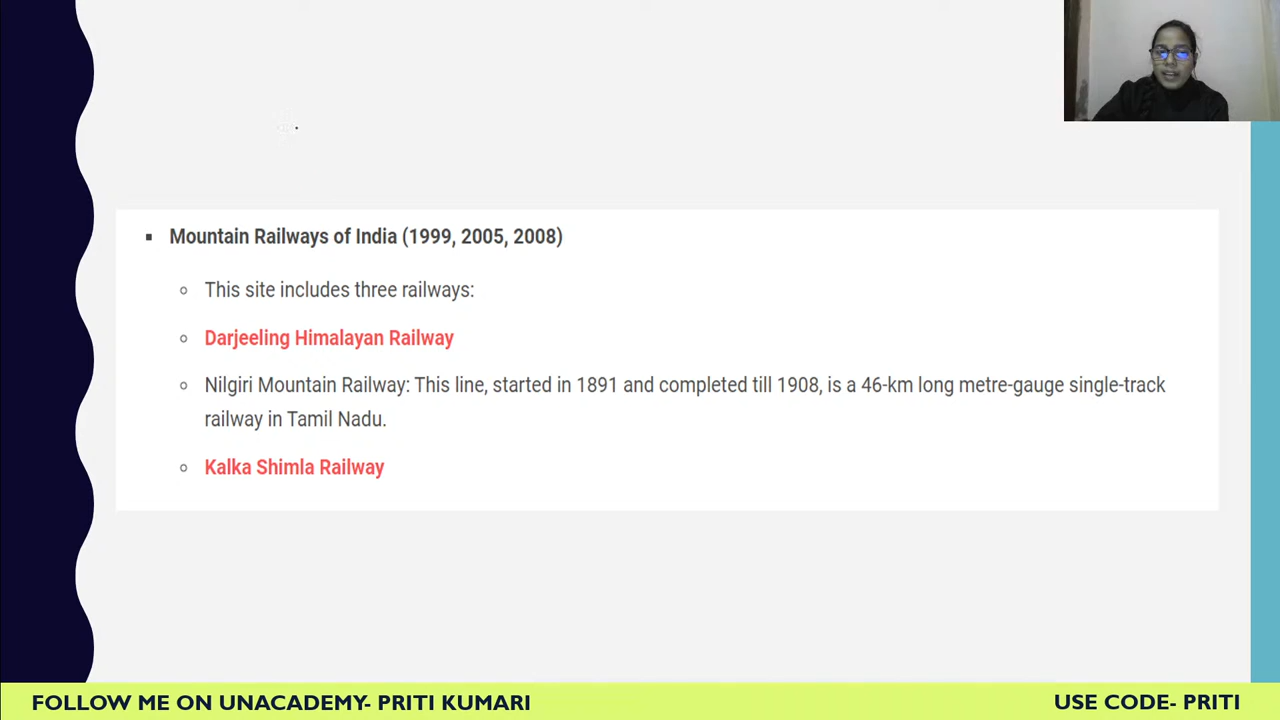 Mountain Railways of India (1999, 2005, 2008)
This site includes three railways:
Darjeeling Himalayan Railway
Nilgiri Mountain Railway: This line, started in 1891 and completed till 1908, is a 46-km long metre-gauge single-track
railway in Tamil Nadu.
Kalka Shimla Railway
FOLLOW ME ON UNACADEMY- PRITI KUMARI
USE CODE- PRITI